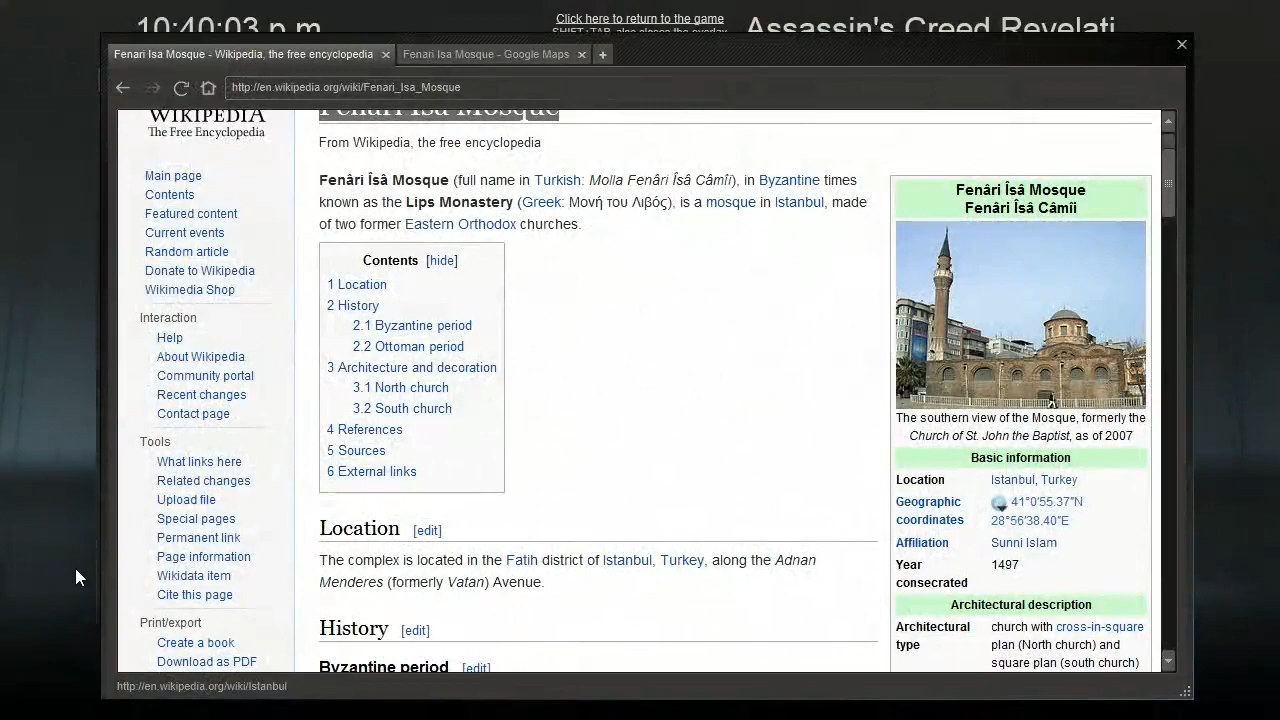 10:40:03 p.m
Click here to return to the game
Assassin's Creed Revelati
SHIFT+TAB also closes the overlay
Fenari Isa Mosque - Wikipedia, the free encyclopedia
Fenari Isa Mosque - Google Maps
http://en.wikipedia.org/wiki/Fenari_Isa_Mosque
WIKIPEDIA
The Free Encyclopedia
Main page
Contents
Featured content
Current events
Random article
Donate to Wikipedia
Wikimedia Shop
Interaction
Help
About Wikipedia
Community portal
Recent changes
Contact page
Tools
What links here
Related changes
Upload file
Special pages
Permanent link
Page information
Wikidata item
Cite this page
Print/export
Create a book
Download as PDF
Fenari Isa Mosque
From Wikipedia, the free encyclopedia
Fenâri Îsâ Mosque (full name in Turkish: Molla Fenâri Îsâ Câmîi), in Byzantine times
known as the Lips Monastery (Greek: Μονή του Λιβός), is a mosque in Istanbul, made
of two former Eastern Orthodox churches.
Contents [hide]
1 Location
2 History
2.1 Byzantine period
2.2 Ottoman period
3 Architecture and decoration
3.1 North church
3.2 South church
4 References
5 Sources
6 External links
Location [edit]
The complex is located in the Fatih district of Istanbul, Turkey, along the Adnan
Menderes (formerly Vatan) Avenue.
History [edit]
Byzantine period [edit]
Fenâri Îsâ Mosque
Fenâri Îsâ Câmîi
The southern view of the Mosque, formerly the
Church of St. John the Baptist, as of 2007
Basic information
Location Istanbul, Turkey
Geographic coordinates 41°0′55.37″N
28°56′38.40″E
Affiliation Sunni Islam
Year consecrated 1497
Architectural description
Architectural type church with cross-in-square
plan (North church) and
square plan (south church)
http://en.wikipedia.org/wiki/Istanbul